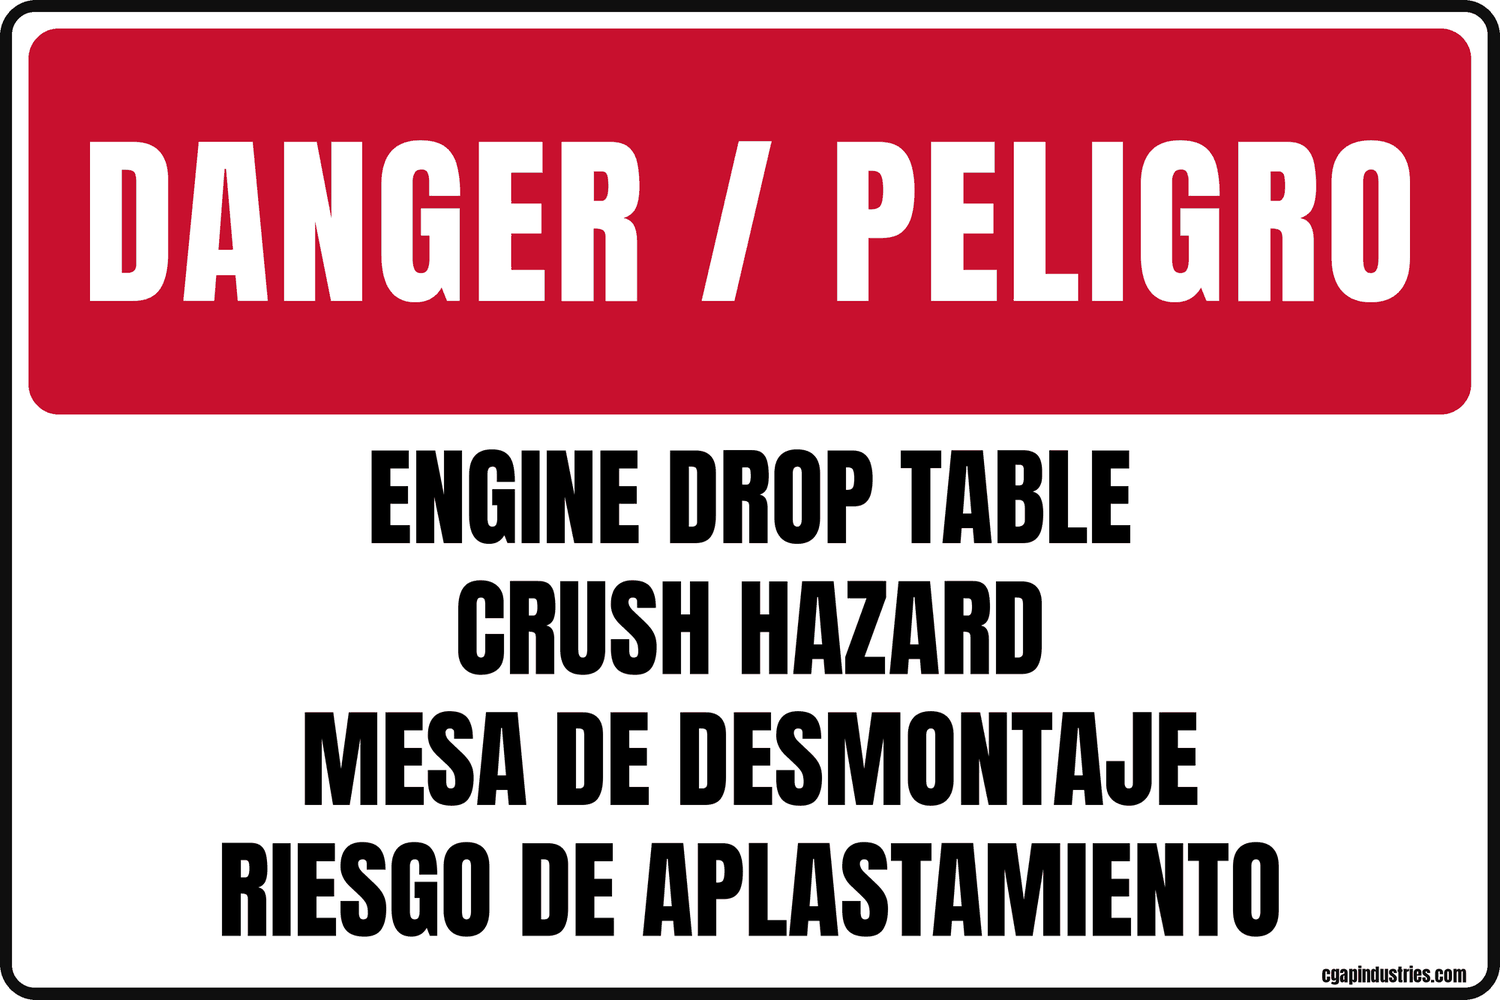 DANGER / PELIGRO
ENGINE DROP TABLE
CRUSH HAZARD
MESA DE DESMONTAJE
RIESGO DE APLASTAMIENTO
cgapindustries.com